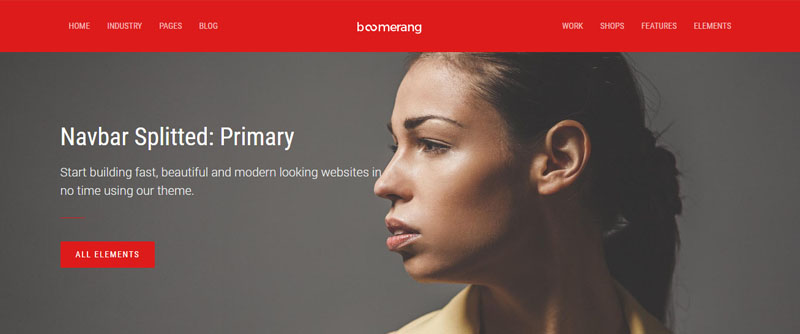 HOME INDUSTRY PAGES BLOG boomerang WORK SHOPS FEATURES ELEMENTS
Navbar Splitted: Primary
Start building fast, beautiful and modern looking websites in
no time using our theme.
ALL ELEMENTS